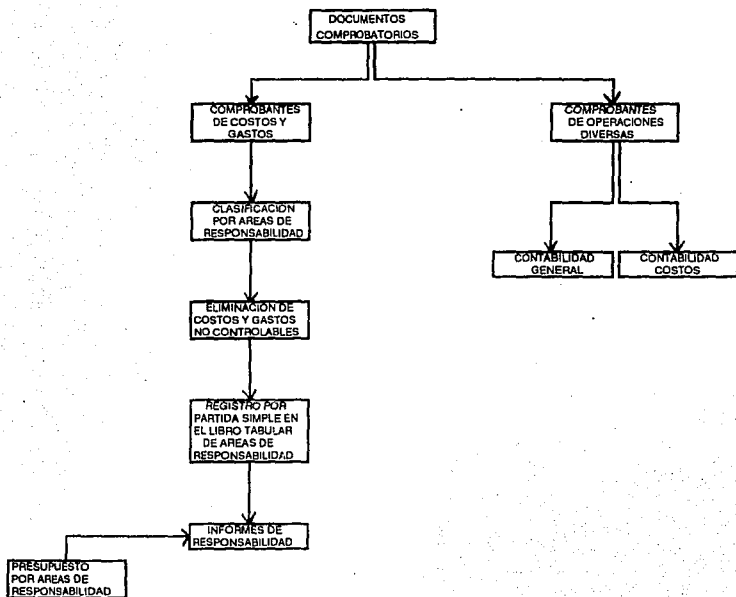 DOCUMENTOS
COMPROBATORIOS
COMPROBANTES
DE COSTOS Y
GASTOS
COMPROBANTES
DE OPERACIONES
DIVERSAS
CLASIFICACION
POR AREAS DE
RESPONSABILIDAD
CONTABILIDAD
GENERAL
CONTABILIDAD
COSTOS
ELIMINACION DE
COSTOS Y GASTOS
NO CONTROLABLES
REGISTRO POR
PARTIDA SIMPLE EN
EL LIBRO TABULAR
DE AREAS DE
RESPONSABILIDAD
INFORMES DE
RESPONSABILIDAD
PRESUPUESTO
POR AREAS DE
RESPONSABILIDAD